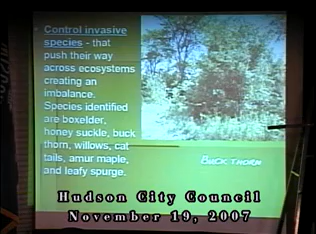 Control invasive
species - that
push their way
across ecosystems
creating an
imbalance.
Species identified
are boxelder,
honey suckle, buck
thorn, willows, cat
tails, amur maple,
and leafy spurge.
BUCK THORN
Hudson City Council
November 19, 2007